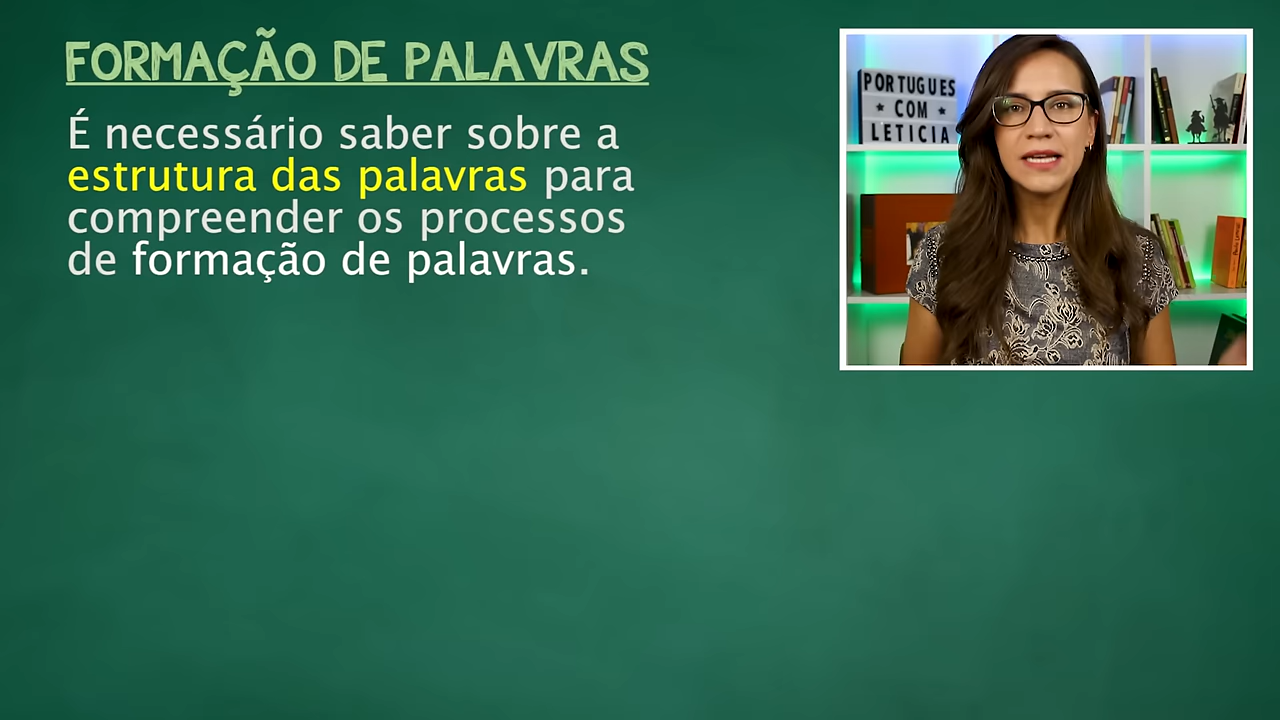 FORMAÇÃO DE PALAVRAS
É necessário saber sobre a
estrutura das palavras para
compreender os processos
de formação de palavras.
PORTUGUES
COM
LETICIA